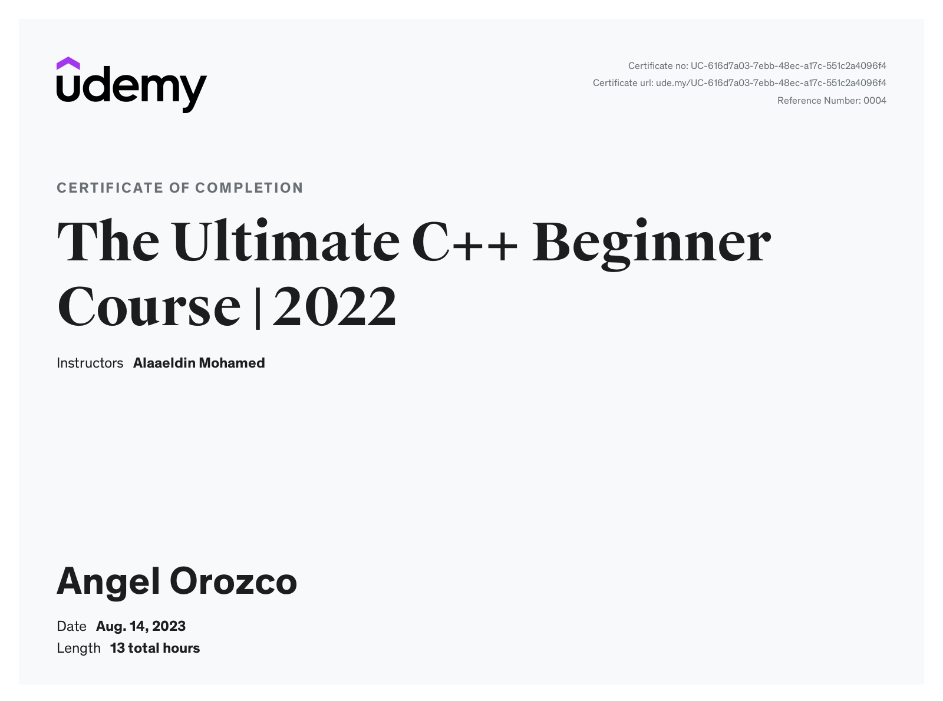 udemy
Certificate no: UC-616d7a03-7ebb-48ec-a17c-551c2a4096f4
Certificate url: ude.my/UC-616d7a03-7ebb-48ec-a17c-551c2a4096f4
Reference Number: 0004
CERTIFICATE OF COMPLETION
The Ultimate C++ Beginner
Course | 2022
Instructors Alaaeldin Mohamed
Angel Orozco
Date Aug. 14, 2023
Length 13 total hours